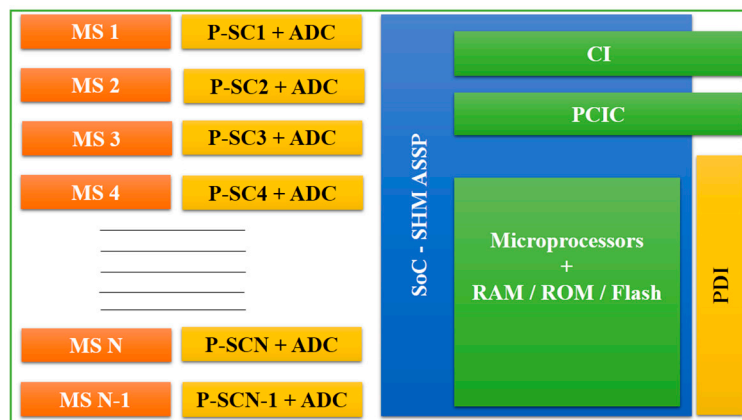 MS 1
P-SC1 + ADC
MS 2
P-SC2 + ADC
MS 3
P-SC3 + ADC
MS 4
P-SC4 + ADC
MS N
P-SCN + ADC
MS N-1
P-SCN-1 + ADC
SoC - SHM ASSP
CI
PCIC
Microprocessors
+
RAM / ROM / Flash
PDI